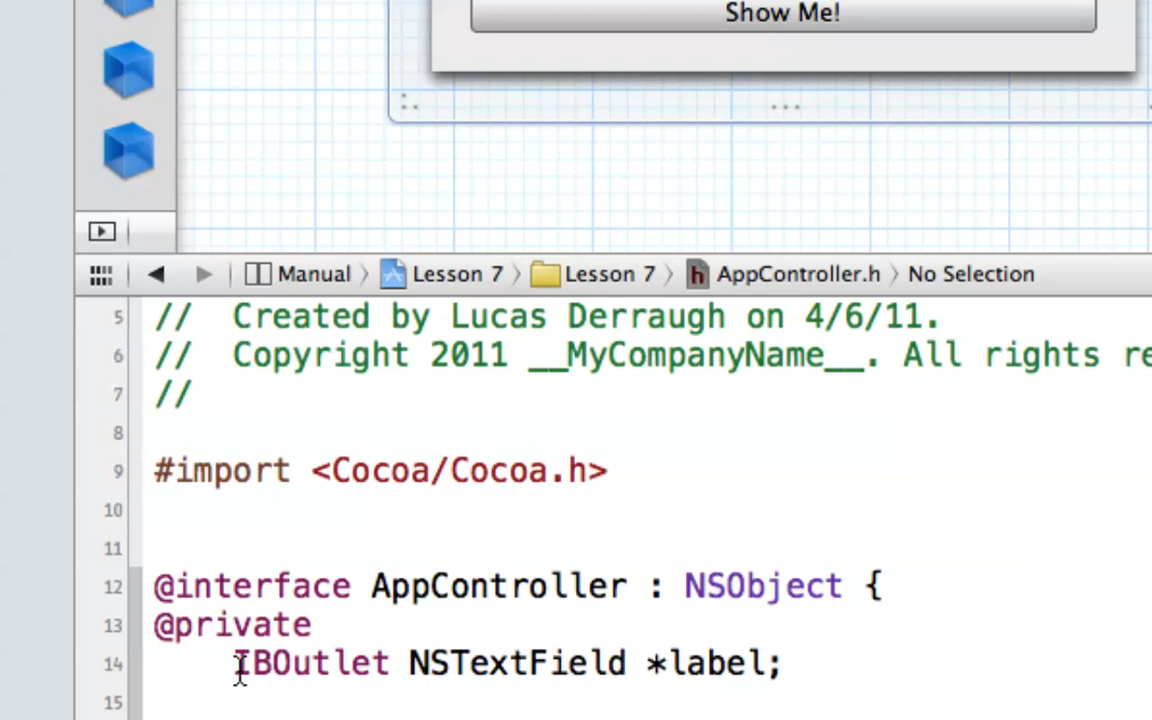 Show Me!
Manual 〉 Lesson 7 〉 Lesson 7 〉 h AppController.h 〉 No Selection
5 //  Created by Lucas Derraugh on 4/6/11.
6 //  Copyright 2011 __MyCompanyName__. All rights re
7 //
8
9 #import <Cocoa/Cocoa.h>
10
11
12 @interface AppController : NSObject {
13 @private
14     IBOutlet NSTextField *label;
15